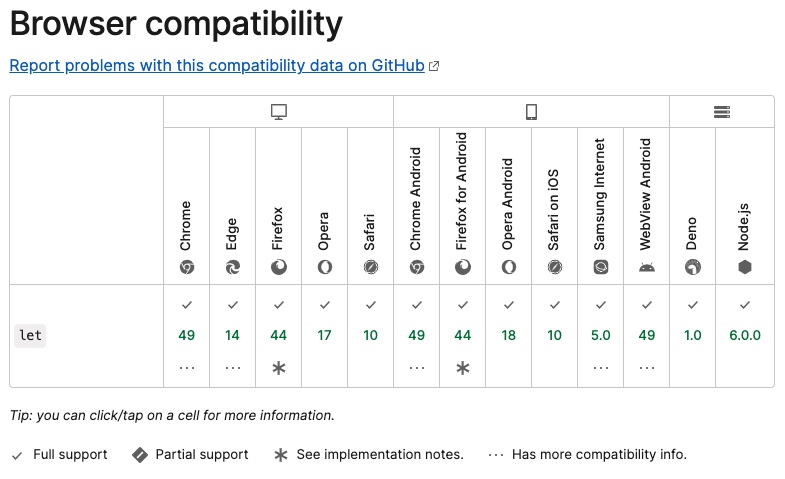 Browser compatibility
Report problems with this compatibility data on GitHub
Chrome
Edge
Firefox
Opera
Safari
Chrome Android
Firefox for Android
Opera Android
Safari on iOS
Samsung Internet
WebView Android
Deno
Node.js
let 49 14 44 17 10 49 44 18 10 5.0 49 1.0 6.0.0
… … * … * … …
Tip: you can click/tap on a cell for more information.
Full support Partial support * See implementation notes. … Has more compatibility info.